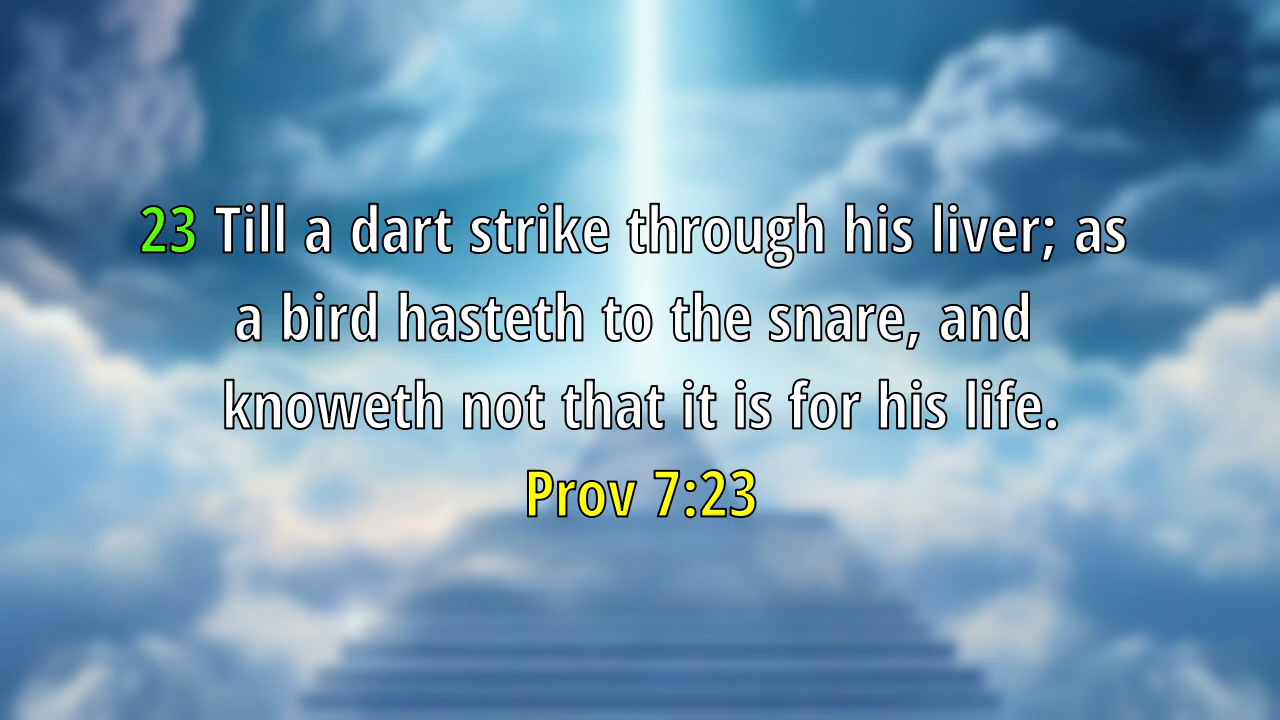 23 Till a dart strike through his liver; as
a bird hasteth to the snare, and
knoweth not that it is for his life.
Prov 7:23